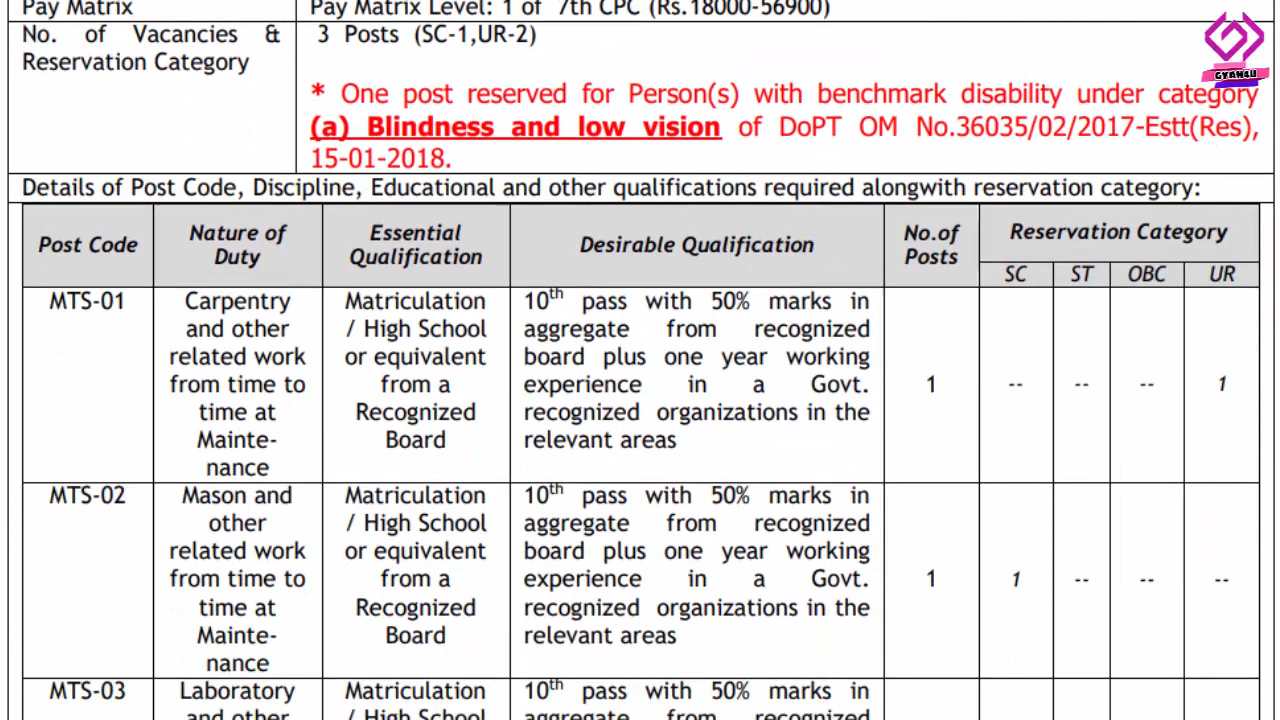 Pay Matrix
Pay Matrix Level: 1 of 7th CPC (Rs.18000-56900)
No. of Vacancies & Reservation Category
3 Posts (SC-1,UR-2)
* One post reserved for Person(s) with benchmark disability under category
(a) Blindness and low vision of DoPT OM No.36035/02/2017-Estt(Res),
15-01-2018.
GYAN4U
Details of Post Code, Discipline, Educational and other qualifications required alongwith reservation category:
Post Code
Nature of
Duty
Essential
Qualification
Desirable Qualification
No.of
Posts
Reservation Category
SC
ST
OBC
UR
MTS-01
Carpentry
and other
related work
from time to
time at
Mainte-
nance
Matriculation
/ High School
or equivalent
from a
Recognized
Board
10th pass with 50% marks in
aggregate from recognized
board plus one year working
experience in a Govt.
recognized organizations in the
relevant areas
1
--
--
--
1
MTS-02
Mason and
other
related work
from time to
time at
Mainte-
nance
Matriculation
/ High School
or equivalent
from a
Recognized
Board
10th pass with 50% marks in
aggregate from recognized
board plus one year working
experience in a Govt.
recognized organizations in the
relevant areas
1
1
--
--
--
MTS-03
Laboratory
and other
Matriculation
/ High School
10th pass with 50% marks in
aggregate from recognized